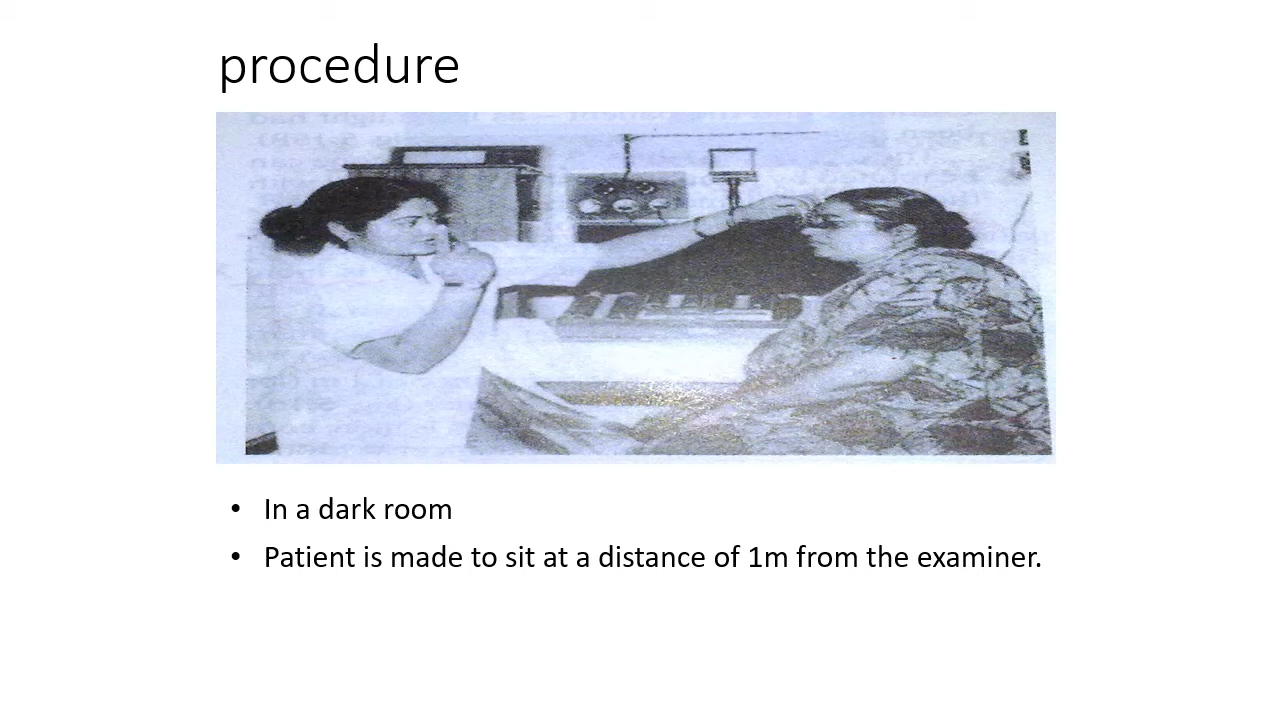 procedure
• In a dark room
• Patient is made to sit at a distance of 1m from the examiner.